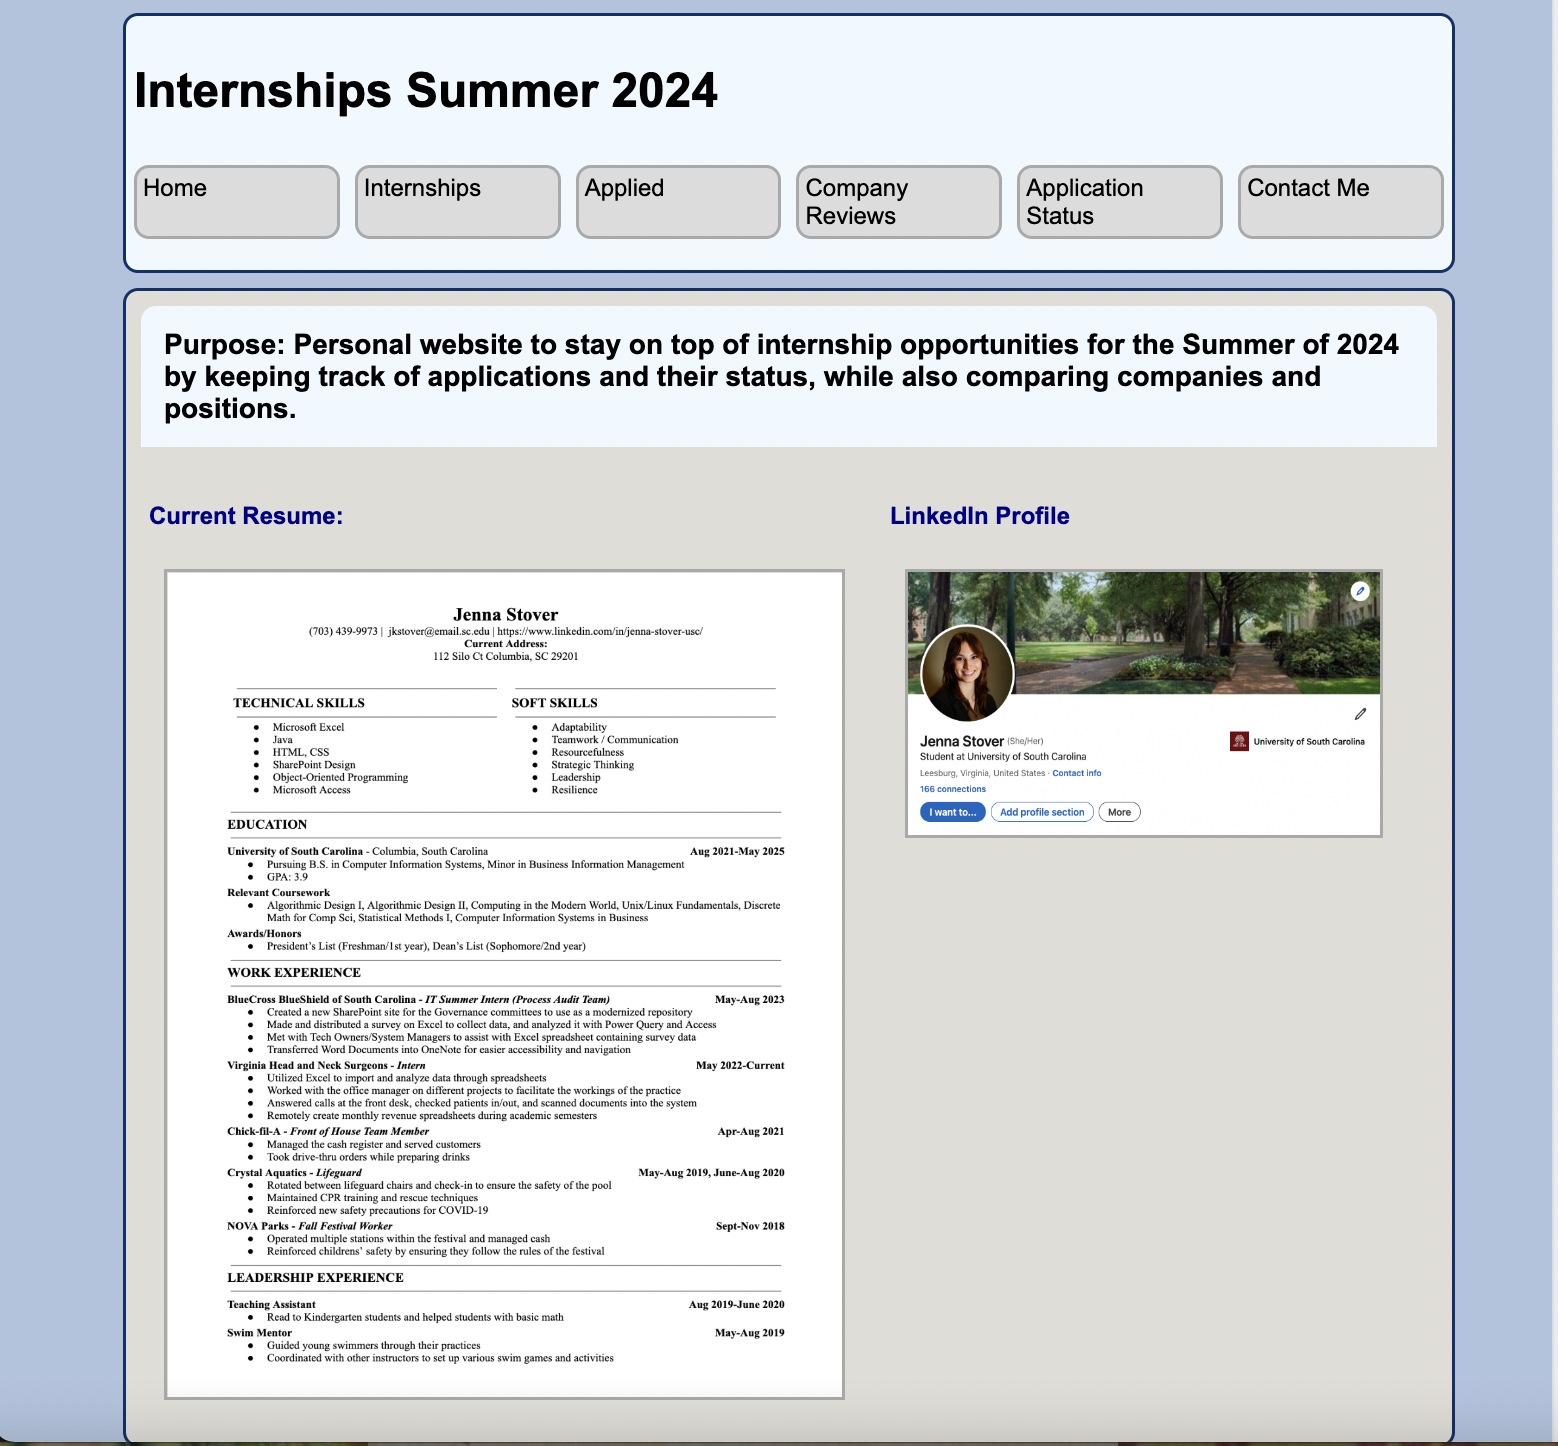 Internships Summer 2024
Home
Internships
Applied
Company
Reviews
Application
Status
Contact Me
Purpose: Personal website to stay on top of internship opportunities for the Summer of 2024
by keeping track of applications and their status, while also comparing companies and
positions.
Current Resume:
Jenna Stover
(703) 439-9973 | jkstover@email.sc.edu | https://www.linkedin.com/in/jenna-stover-usc/
Current Address:
112 Silo Ct Columbia, SC 29201
TECHNICAL SKILLS
● Microsoft Excel
● Java
● HTML, CSS
● SharePoint Design
● Object-Oriented Programming
● Microsoft Access
SOFT SKILLS
● Adaptability
● Teamwork / Communication
● Resourcefulness
● Strategic Thinking
● Leadership
● Resilience
EDUCATION
University of South Carolina - Columbia, South Carolina Aug 2021-May 2025
● Pursuing B.S. in Computer Information Systems, Minor in Business Information Management
● GPA: 3.9
Relevant Coursework
● Algorithmic Design I, Algorithmic Design II, Computing in the Modern World, Unix/Linux Fundamentals, Discrete
Math for Comp Sci, Statistical Methods I, Computer Information Systems in Business
Awards/Honors
● President's List (Freshman/1st year), Dean's List (Sophomore/2nd year)
WORK EXPERIENCE
BlueCross BlueShield of South Carolina - IT Summer Intern (Process Audit Team) May-Aug 2023
● Created a new SharePoint site for the Governance committees to use as a modernized repository
● Made and distributed a survey on Excel to collect data, and analyzed it with Power Query and Access
● Met with Tech Owners/System Managers to assist with Excel spreadsheet containing survey data
● Transferred Word Documents into OneNote for easier accessibility and navigation
Virginia Head and Neck Surgeons - Intern May 2022-Current
● Utilized Excel to import and analyze data through spreadsheets
● Worked with the office manager on different projects to facilitate the workings of the practice
● Answered calls at the front desk, checked patients in/out, and scanned documents into the system
● Remotely create monthly revenue spreadsheets during academic semesters
Chick-fil-A - Front of House Team Member Apr-Aug 2021
● Managed the cash register and served customers
● Took drive-thru orders while preparing drinks
Crystal Aquatics - Lifeguard May-Aug 2019, June-Aug 2020
● Rotated between lifeguard chairs and check-in to ensure the safety of the pool
● Maintained CPR training and rescue techniques
● Reinforced new safety precautions for COVID-19
NOVA Parks - Fall Festival Worker Sept-Nov 2018
● Operated multiple stations within the festival and managed cash
● Reinforced childrens' safety by ensuring they follow the rules of the festival
LEADERSHIP EXPERIENCE
Teaching Assistant Aug 2019-June 2020
● Read to Kindergarten students and helped students with basic math
Swim Mentor May-Aug 2019
● Guided young swimmers through their practices
● Coordinated with other instructors to set up various swim games and activities
LinkedIn Profile
Jenna Stover (She/Her)
University of South Carolina
Student at University of South Carolina
Leesburg, Virginia, United States · Contact info
166 connections
I want to...
Add profile section
More